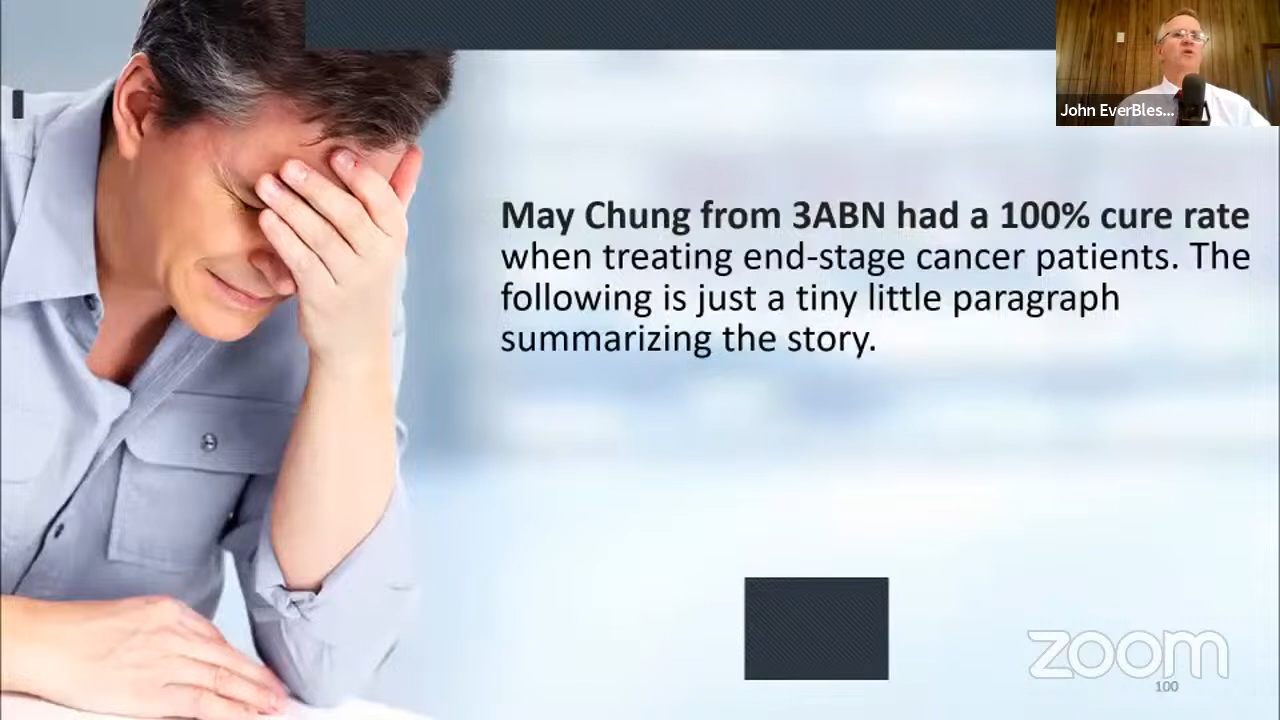 John EverBles...
May Chung from 3ABN had a 100% cure rate
when treating end-stage cancer patients. The
following is just a tiny little paragraph
summarizing the story.
zoom
100